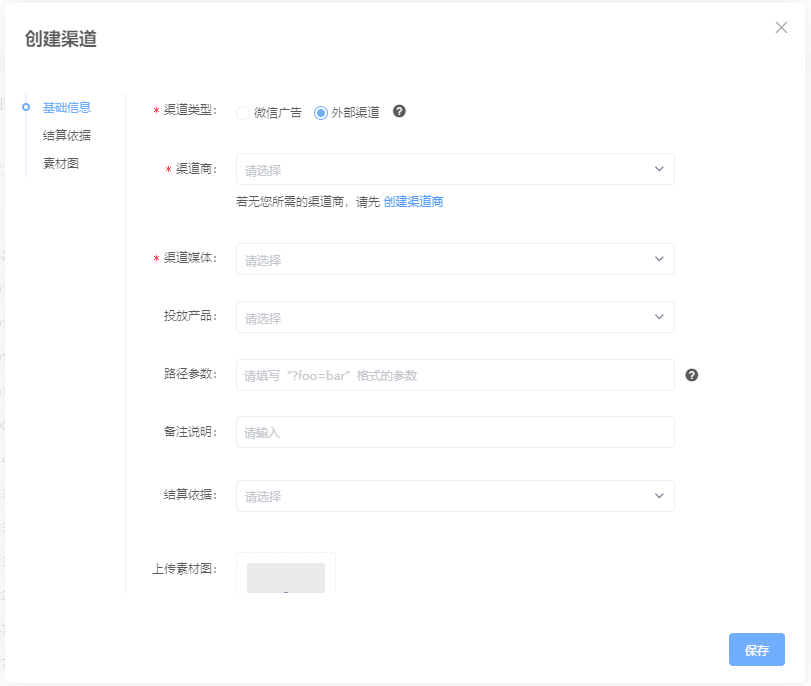 创建渠道
基础信息
结算依据
素材图
* 渠道类型： 微信广告 外部渠道 ?
* 渠道商： 请选择
若无您所需的渠道商，请先 创建渠道商
* 渠道媒体： 请选择
投放产品： 请选择
路径参数： 请填写“?foo=bar”格式的参数 ?
备注说明： 请输入
结算依据： 请选择
上传素材图：
保存